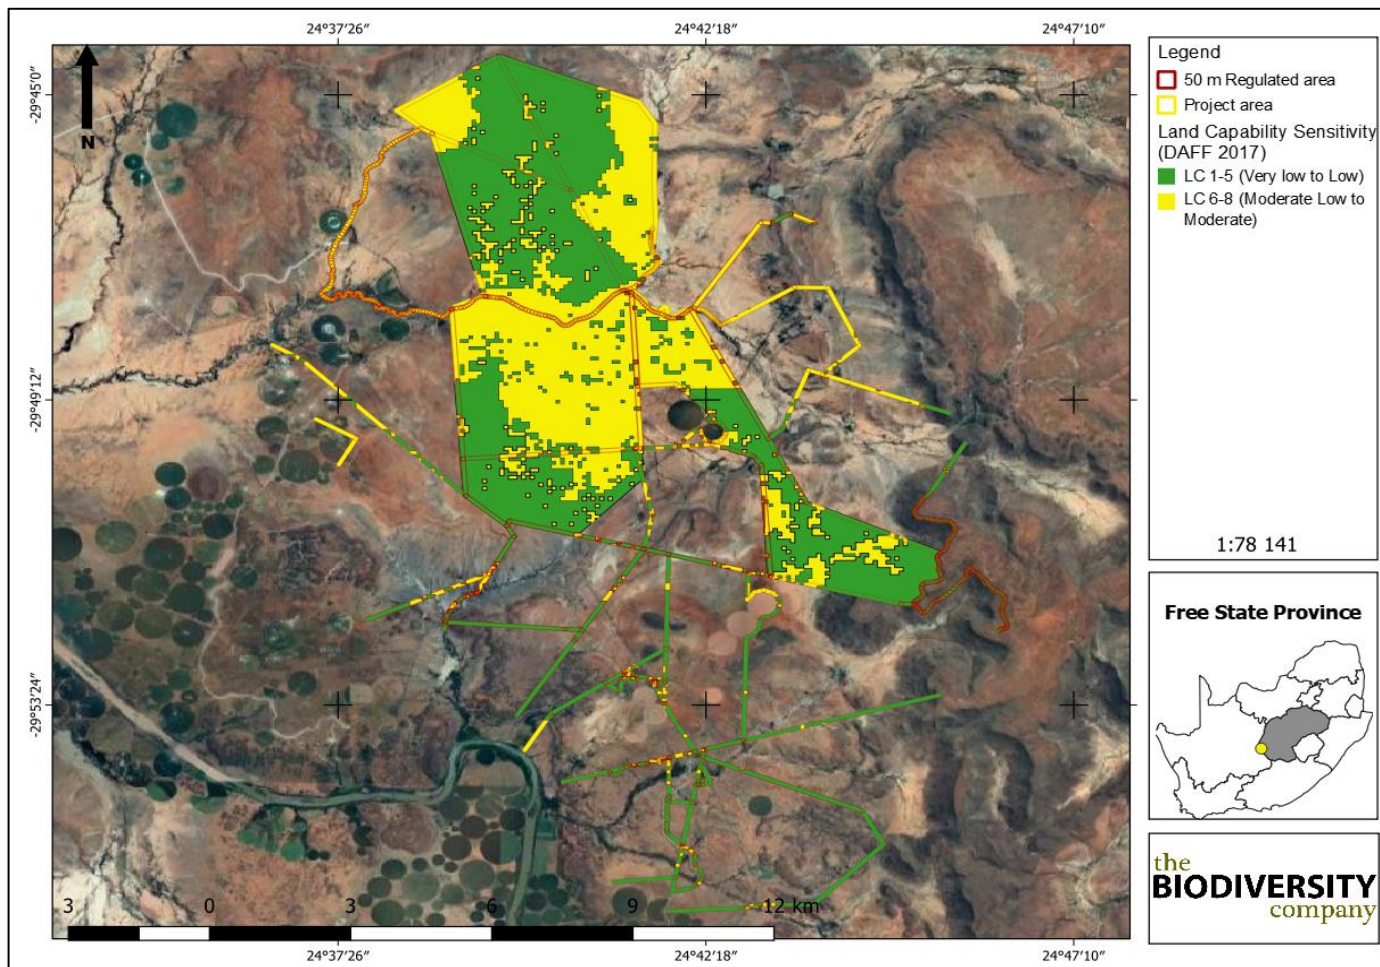 24°37'26"
24°42'18"
24°47'10"
-29°45'0"
-29°49'12"
-29°53'24"
N
3 0 3 6 9 12 km
24°37'26"
24°42'18"
24°47'10"
Legend
50 m Regulated area
Project area
Land Capability Sensitivity
(DAFF 2017)
LC 1-5 (Very low to Low)
LC 6-8 (Moderate Low to
Moderate)
1:78 141
Free State Province
the
BIODIVERSITY
company